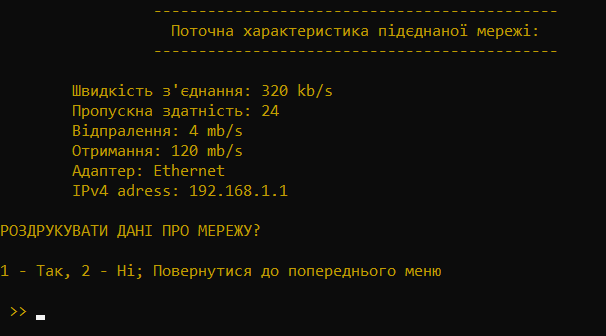 ---------------------------------------------
Поточна характеристика підєднаної мережі:
---------------------------------------------
Швидкість з'єднання: 320 kb/s
Пропускна здатність: 24
Відпралення: 4 mb/s
Отримання: 120 mb/s
Адаптер: Ethernet
IPv4 adress: 192.168.1.1
РОЗДРУКУВАТИ ДАНІ ПРО МЕРЕЖУ?
1 - Так, 2 - Ні; Повернутися до попереднього меню
>>